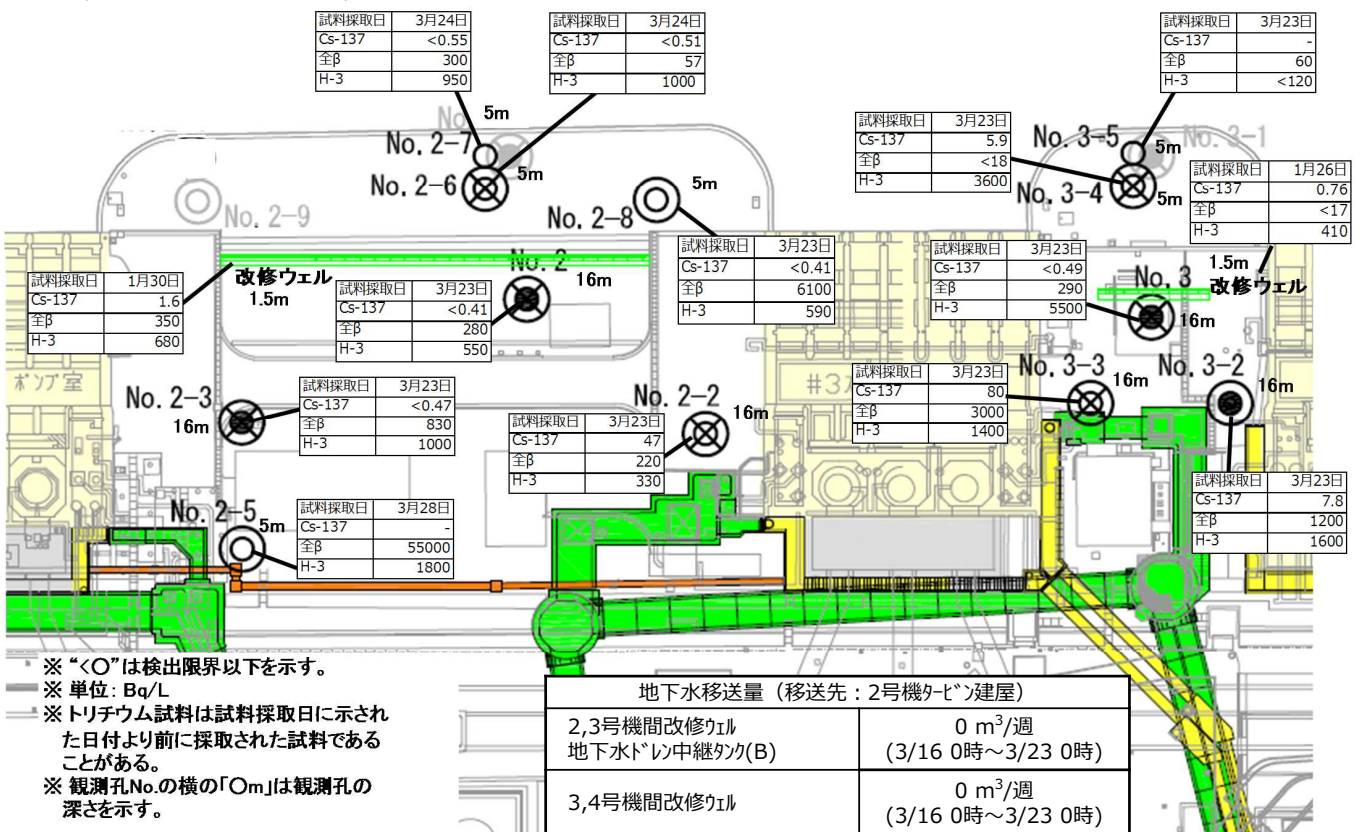 試料採取日 3月24日
Cs-137 <0.55
全β 300
H-3 950
試料採取日 3月24日
Cs-137 <0.51
全β 57
H-3 1000
試料採取日 3月23日
Cs-137 -
全β 60
H-3 <120
No. 2-7
5m
No. 2-6
5m
No. 2-8
5m
No. 2-9
試料採取日 3月23日
Cs-137 5.9
全β <18
H-3 3600
No. 3-5
5m
No. 3-1
No. 3-4
5m
試料採取日 1月26日
Cs-137 0.76
全β <17
H-3 410
試料採取日 1月30日
Cs-137 1.6
全β 350
H-3 680
改修ウェル
1.5m
試料採取日 3月23日
Cs-137 <0.41
全β 280
H-3 550
No. 2
16m
試料採取日 3月23日
Cs-137 <0.41
全β 6100
H-3 590
試料採取日 3月23日
Cs-137 <0.49
全β 290
H-3 5500
No. 3
16m
1.5m
改修ウェル
ポンプ室
No. 2-3
16m
試料採取日 3月23日
Cs-137 <0.47
全β 830
H-3 1000
試料採取日 3月23日
Cs-137 47
全β 220
H-3 330
No. 2-2
16m
#3
試料採取日 3月23日
Cs-137 80
全β 3000
H-3 1400
No. 3-3
16m
No. 3-2
16m
試料採取日 3月23日
Cs-137 7.8
全β 1200
H-3 1600
No. 2-5
5m
試料採取日 3月28日
Cs-137 -
全β 55000
H-3 1800
※ “<○”は検出限界以下を示す。
※ 単位: Bq/L
※ トリチウム試料は試料採取日に示され
た日付より前に採取された試料である
ことがある。
※ 観測孔No.の横の「○m」は観測孔の
深さを示す。
地下水移送量（移送先：2号機ﾀｰﾋﾞﾝ建屋）
2,3号機間改修ｳｪﾙ
地下水ﾄﾞﾚﾝ中継ﾀﾝｸ(B)
0 m³/週
(3/16 0時～3/23 0時)
3,4号機間改修ｳｪﾙ
0 m³/週
(3/16 0時～3/23 0時)